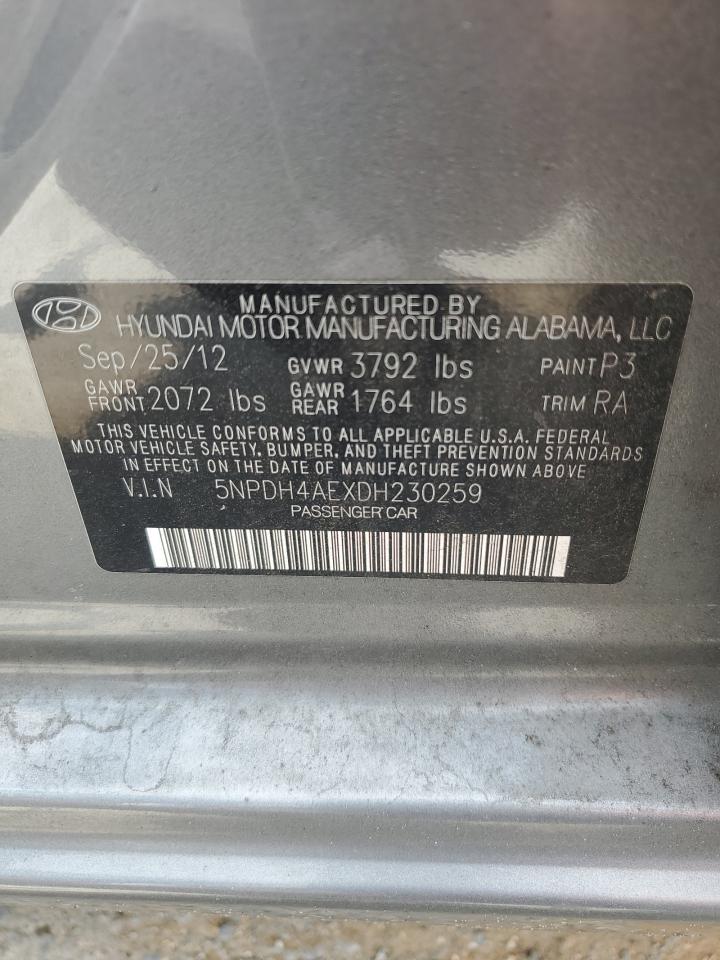 MANUFACTURED BY
HYUNDAI MOTOR MANUFACTURING ALABAMA, LLC
Sep/25/12 GVWR 3792 lbs PAINT P3
GAWR FRONT 2072 lbs GAWR REAR 1764 lbs TRIM RA
THIS VEHICLE CONFORMS TO ALL APPLICABLE U.S.A. FEDERAL
MOTOR VEHICLE SAFETY, BUMPER, AND THEFT PREVENTION STANDARDS
IN EFFECT ON THE DATE OF MANUFACTURE SHOWN ABOVE
V.I.N 5NPDH4AEXDH230259
PASSENGER CAR